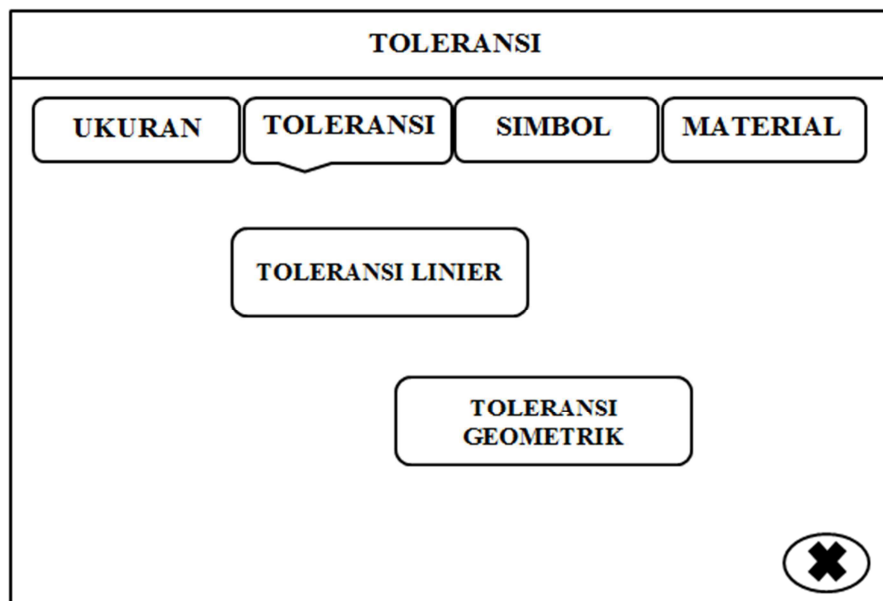 TOLERANSI
UKURAN
TOLERANSI
SIMBOL
MATERIAL
TOLERANSI LINIER
TOLERANSI
GEOMETRIK